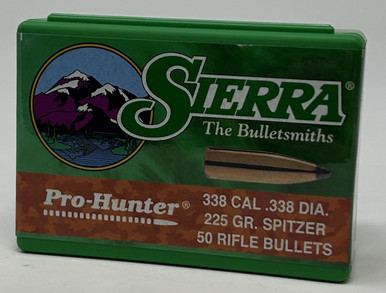 SIERRA®
The Bulletsmiths
Pro-Hunter®
338 CAL .338 DIA.
225 GR. SPITZER
50 RIFLE BULLETS